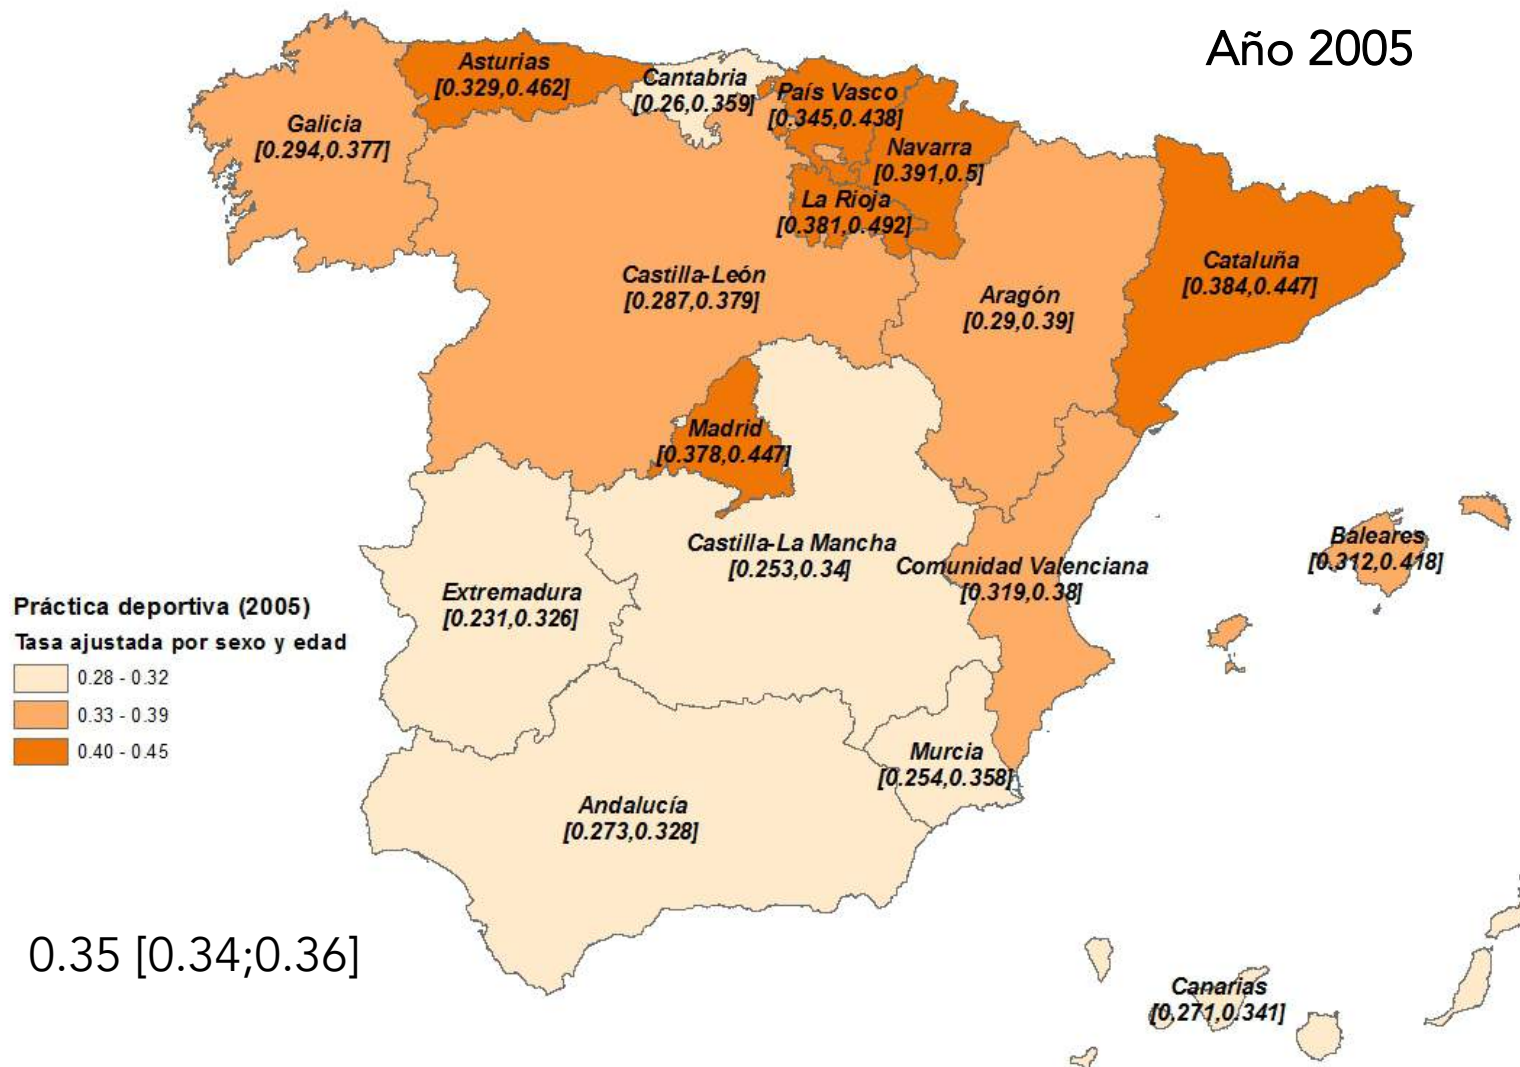 Año 2005
Asturias
[0.329,0.462]
Cantabria
[0.26,0.359]
País Vasco
[0.345,0.438]
Galicia
[0.294,0.377]
Navarra
[0.391,0.5]
La Rioja
[0.381,0.492]
Castilla-León
[0.287,0.379]
Aragón
[0.29,0.39]
Cataluña
[0.384,0.447]
Madrid
[0.378,0.447]
Castilla-La Mancha
[0.253,0.34]
Comunidad Valenciana
[0.319,0.38]
Baleares
[0.312,0.418]
Extremadura
[0.231,0.326]
Práctica deportiva (2005)
Tasa ajustada por sexo y edad
0.28 - 0.32
0.33 - 0.39
0.40 - 0.45
Murcia
[0.254,0.358]
Andalucía
[0.273,0.328]
0.35 [0.34;0.36]
Canarias
[0.271,0.341]